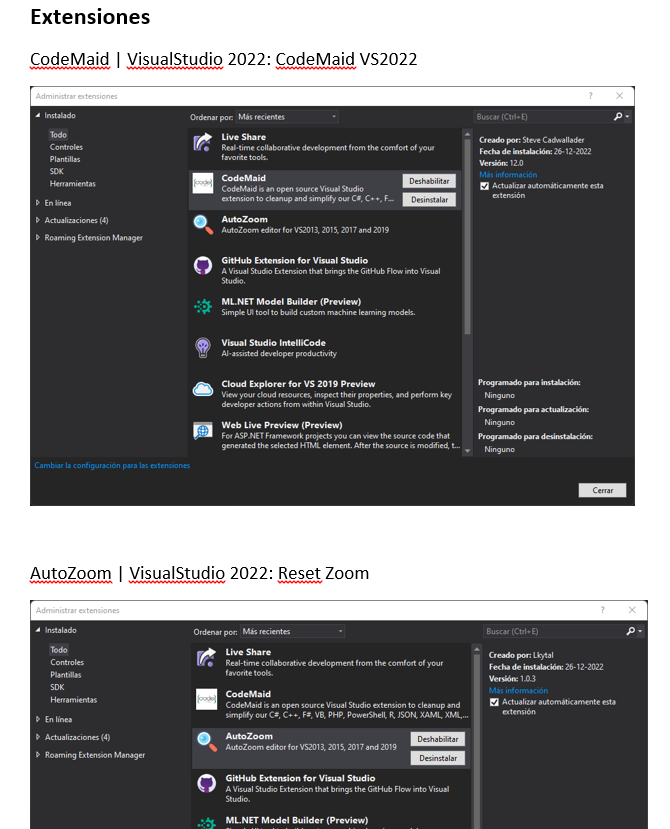 Extensiones
CodeMaid | VisualStudio 2022: CodeMaid VS2022
Administrar extensiones
Instalado
Todo
Controles
Plantillas
SDK
Herramientas
En línea
Actualizaciones (4)
Roaming Extension Manager
Cambiar la configuración para las extensiones
Ordenar por: Más recientes
Live Share
Real-time collaborative development from the comfort of your
favorite tools.
CodeMaid
CodeMaid is an open source Visual Studio
extension to cleanup and simplify our C#, C++, F...
Deshabilitar
Desinstalar
AutoZoom
AutoZoom editor for VS2013, 2015, 2017 and 2019
GitHub Extension for Visual Studio
A Visual Studio Extension that brings the GitHub Flow into Visual
Studio.
ML.NET Model Builder (Preview)
Simple UI tool to build custom machine learning models.
Visual Studio IntelliCode
AI-assisted developer productivity
Cloud Explorer for VS 2019 Preview
View your cloud resources, inspect their properties, and perform key
developer actions from within Visual Studio.
Web Live Preview (Preview)
For ASP.NET Framework projects you can view the source code that
generated the selected HTML element. After the source is modified, t...
Buscar (Ctrl+E)
Creado por: Steve Cadwallader
Fecha de instalación: 26-12-2022
Versión: 12.0
Más información
Actualizar automáticamente esta
extensión
Programado para instalación:
Ninguno
Programado para actualización:
Ninguno
Programado para desinstalación:
Ninguno
Cerrar
AutoZoom | VisualStudio 2022: Reset Zoom
Administrar extensiones
Instalado
Todo
Controles
Plantillas
SDK
Herramientas
En línea
Actualizaciones (4)
Roaming Extension Manager
Ordenar por: Más recientes
Live Share
Real-time collaborative development from the comfort of your
favorite tools.
CodeMaid
CodeMaid is an open source Visual Studio extension to cleanup and
simplify our C#, C++, F#, VB, PHP, PowerShell, R, JSON, XAML, XML,...
AutoZoom
AutoZoom editor for VS2013, 2015, 2017 and 2019
Deshabilitar
Desinstalar
GitHub Extension for Visual Studio
A Visual Studio Extension that brings the GitHub Flow into Visual
Studio.
ML.NET Model Builder (Preview)
Buscar (Ctrl+E)
Creado por: Lkytal
Fecha de instalación: 26-12-2022
Versión: 1.0.3
Más información
Actualizar automáticamente esta
extensión